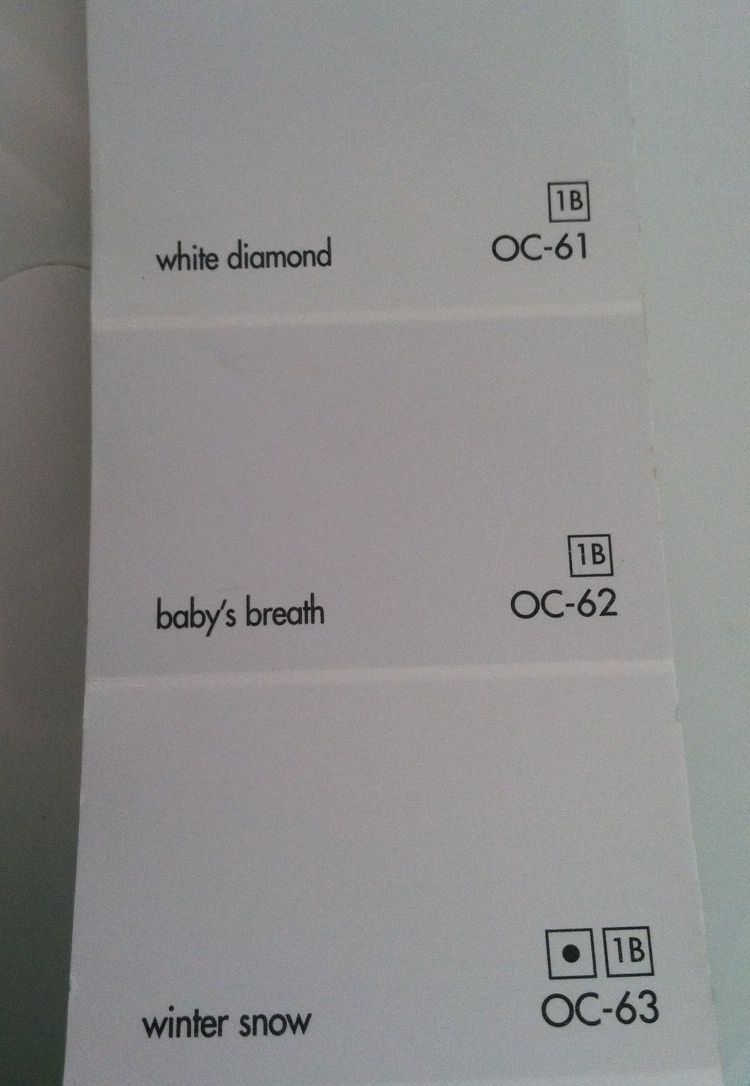 1B
white diamond OC-61
1B
baby's breath OC-62
• 1B
winter snow OC-63